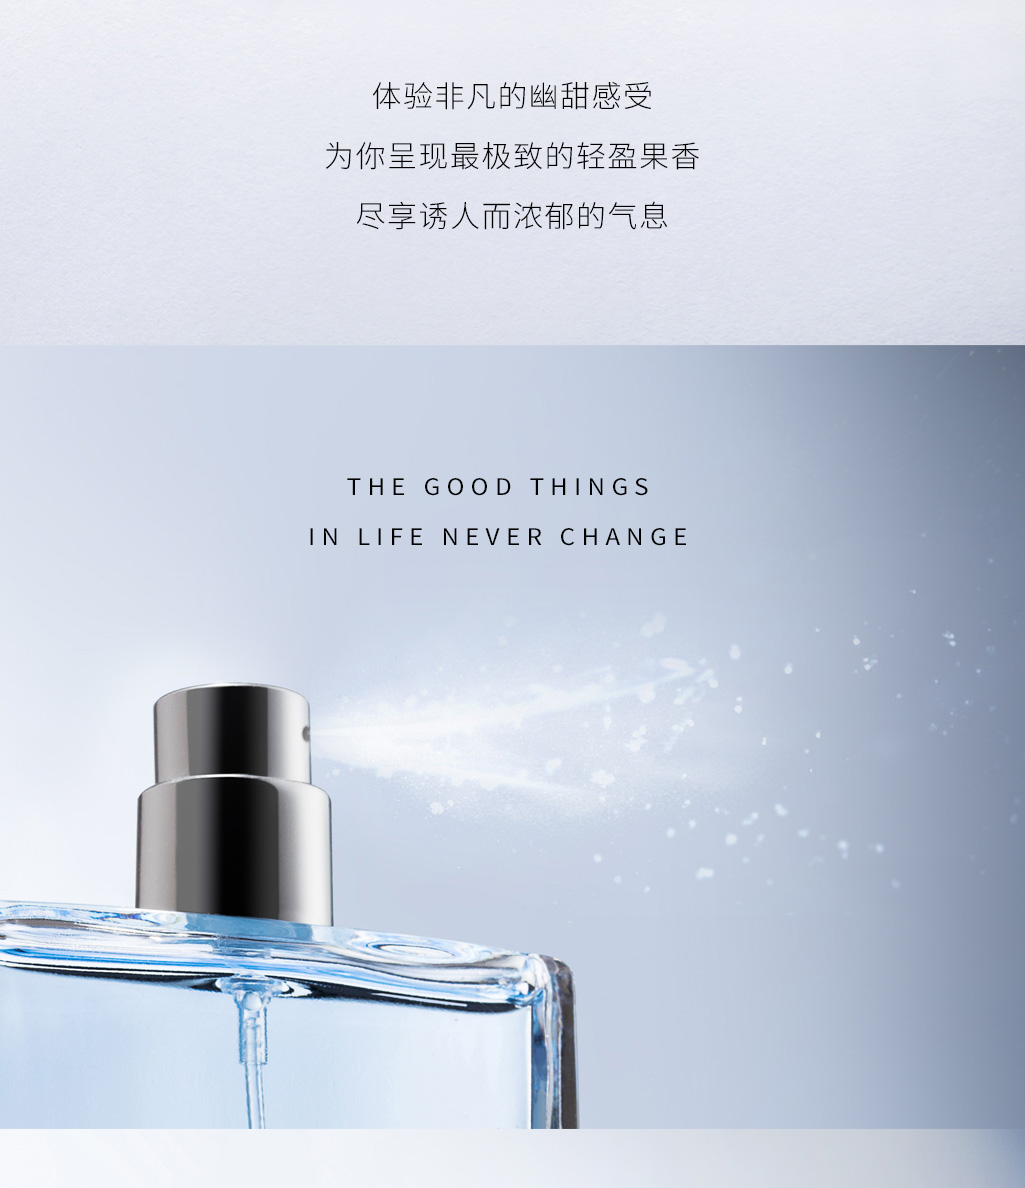 体验非凡的幽甜感受
为你呈现最极致的轻盈果香
尽享诱人而浓郁的气息
THE GOOD THINGS
IN LIFE NEVER CHANGE